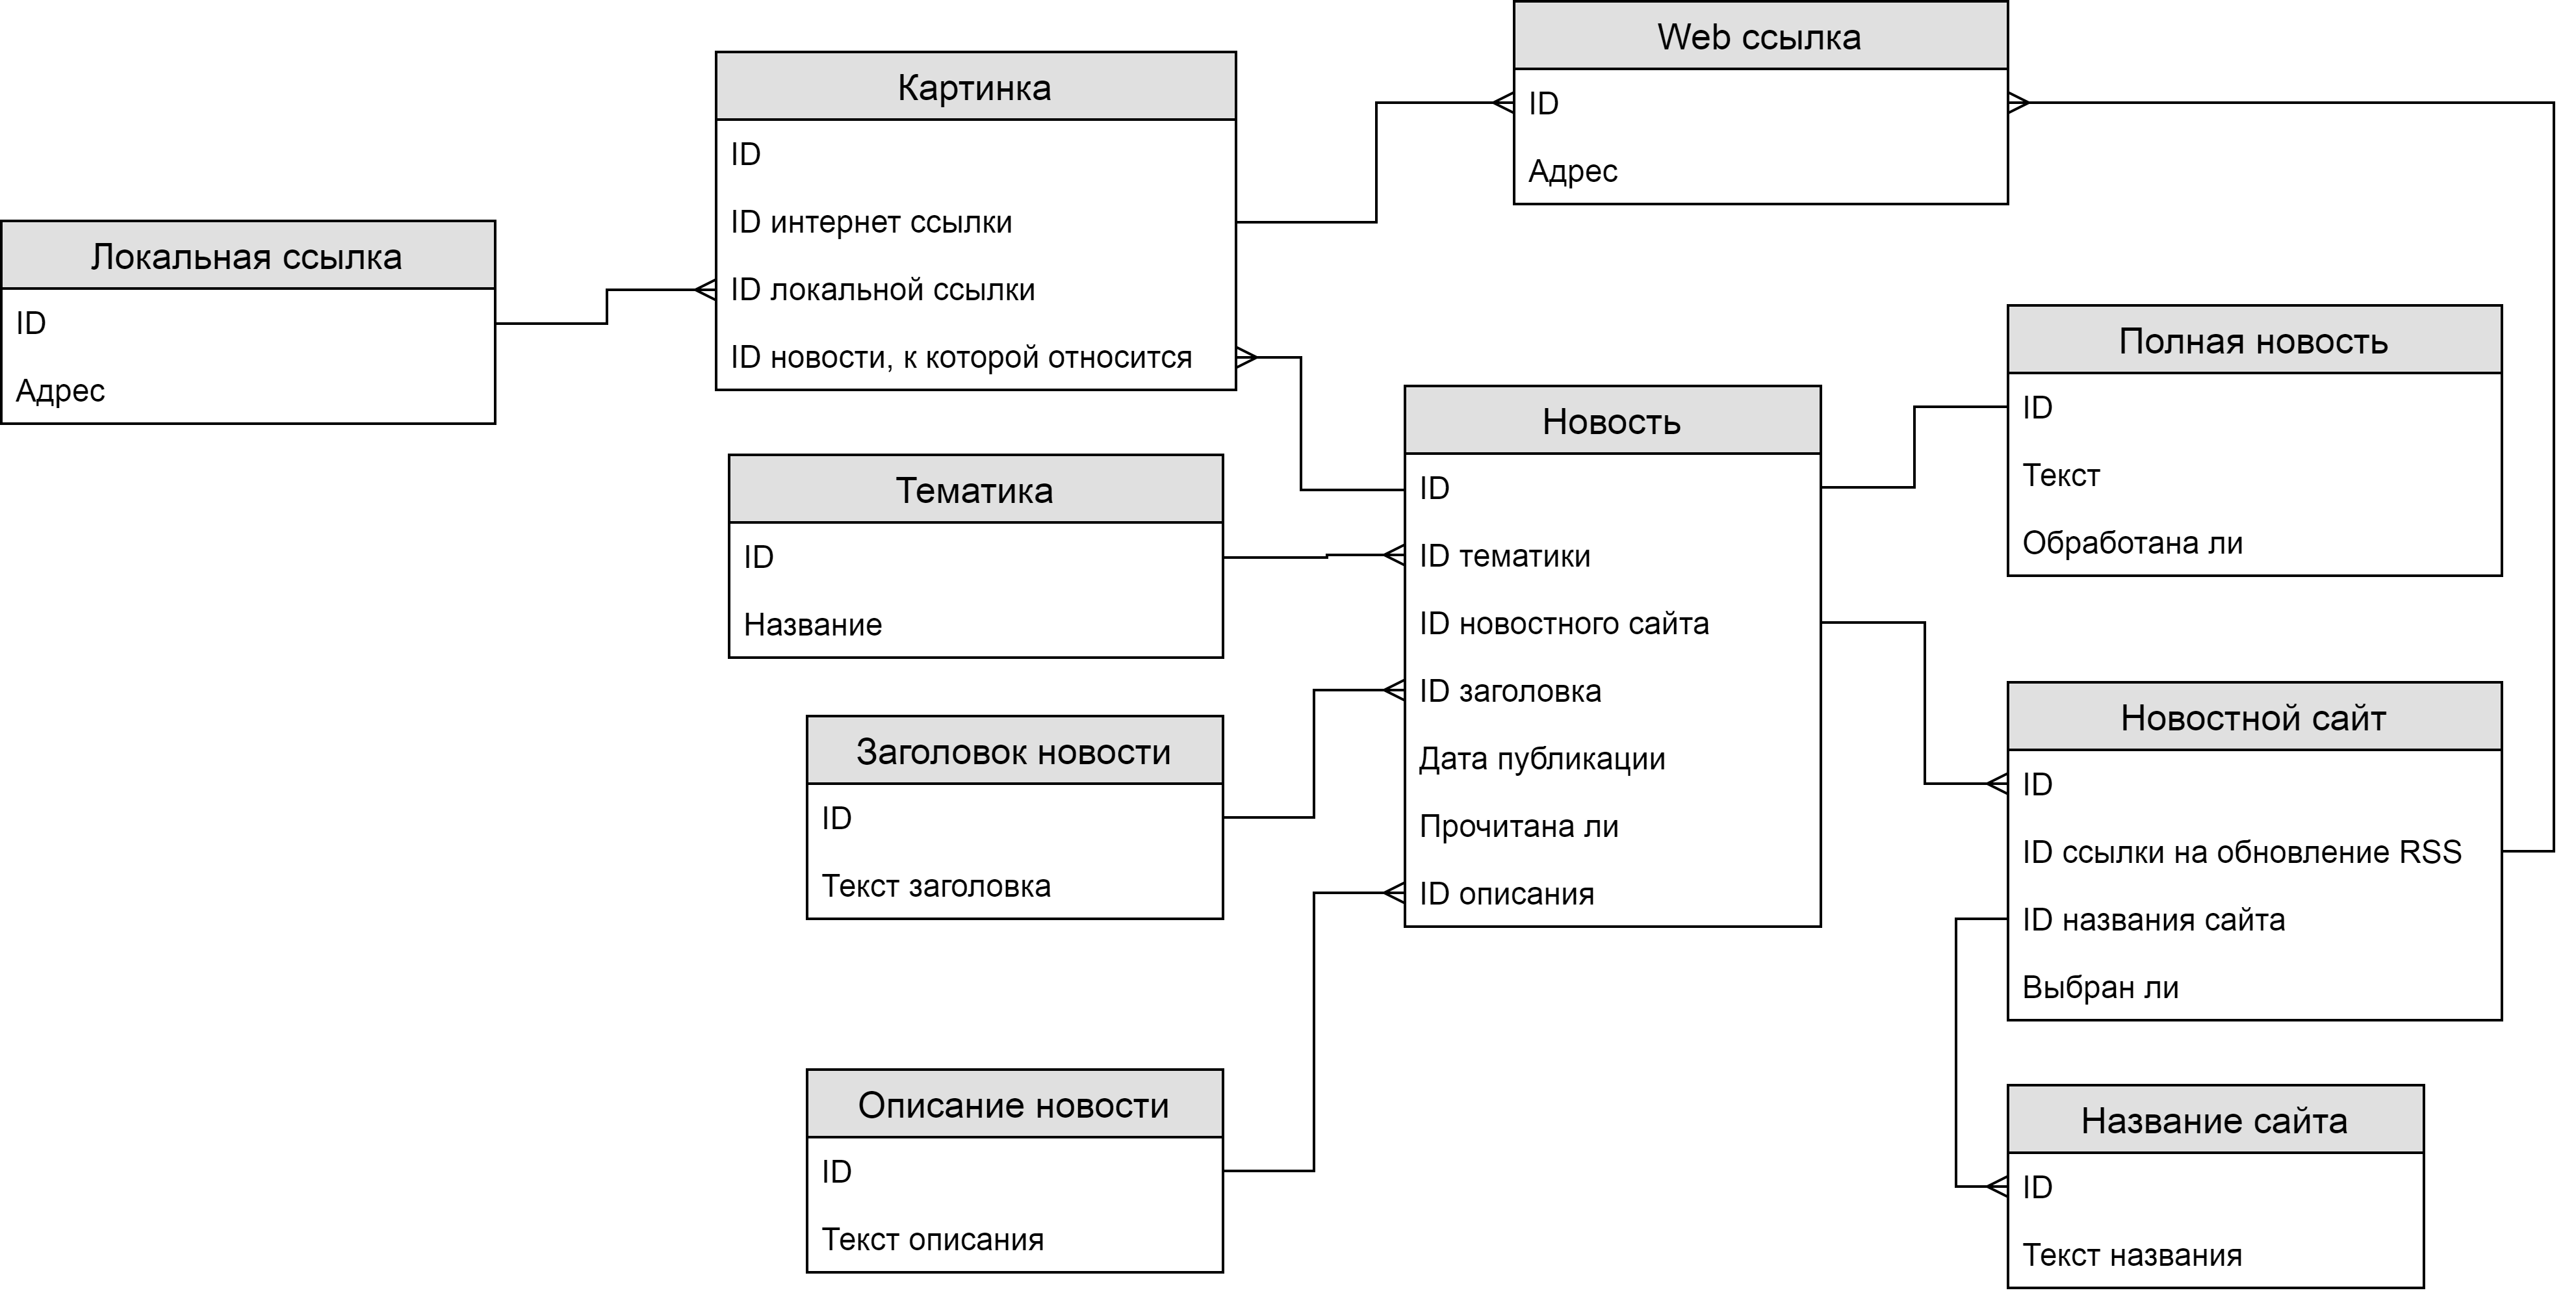 Web ссылка
ID
Адрес
Картинка
ID
ID интернет ссылки
ID локальной ссылки
ID новости, к которой относится
Локальная ссылка
ID
Адрес
Полная новость
ID
Текст
Обработана ли
Новость
ID
ID тематики
ID новостного сайта
ID заголовка
Дата публикации
Прочитана ли
ID описания
Тематика
ID
Название
Новостной сайт
ID
ID ссылки на обновление RSS
ID названия сайта
Выбран ли
Заголовок новости
ID
Текст заголовка
Описание новости
ID
Текст описания
Название сайта
ID
Текст названия